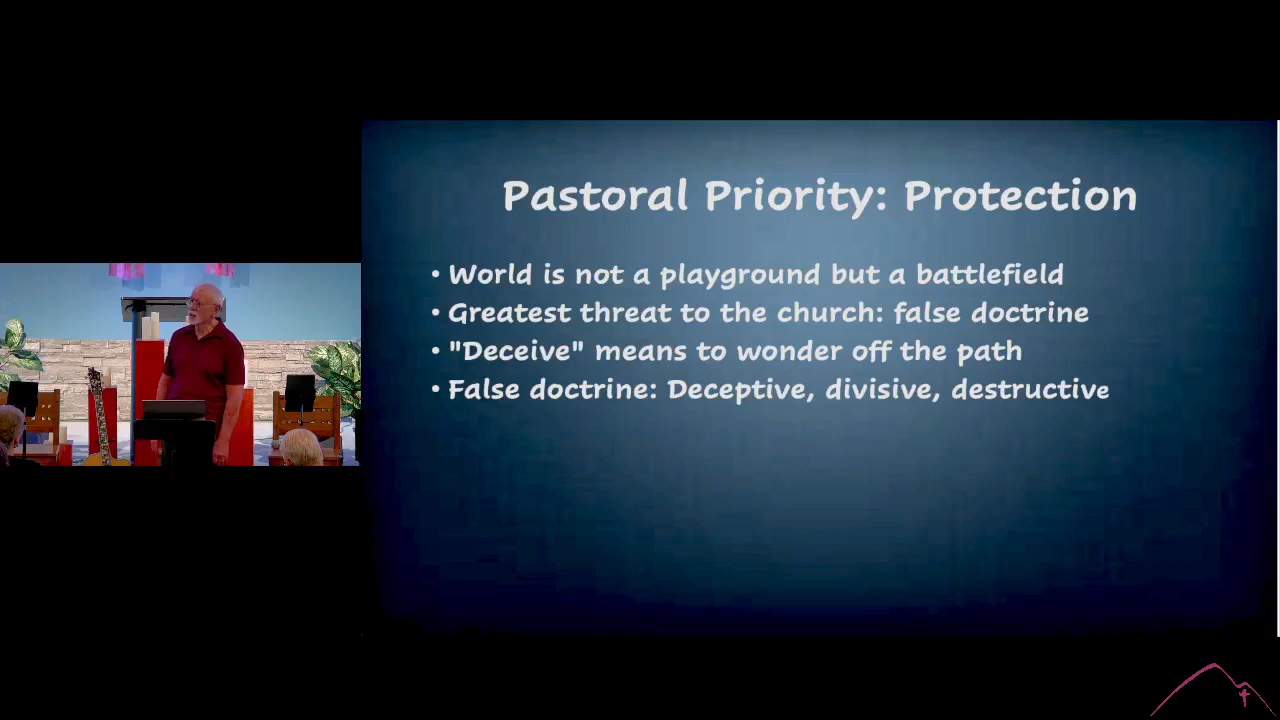 Pastoral Priority: Protection
• World is not a playground but a battlefield
• Greatest threat to the church: false doctrine
• "Deceive" means to wonder off the path
• False doctrine: Deceptive, divisive, destructive